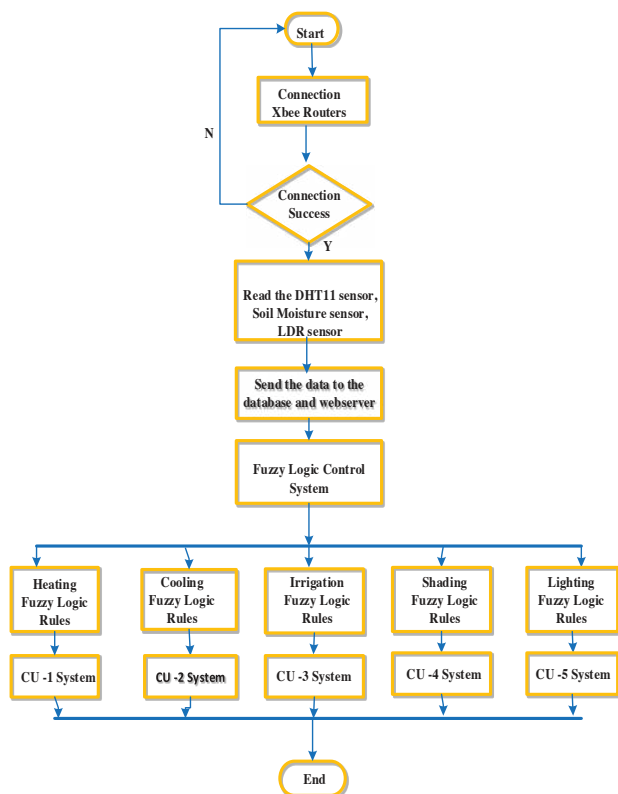 Start
Connection
Xbee Routers
N
Connection
Success
Y
Read the DHT11 sensor,
Soil Moisture sensor,
LDR sensor
Send the data to the
database and webserver
Fuzzy Logic Control
System
Heating
Fuzzy Logic
Rules
Cooling
Fuzzy Logic
Rules
Irrigation
Fuzzy Logic
Rules
Shading
Fuzzy Logic
Rules
Lighting
Fuzzy Logic
Rules
CU -1 System
CU -2 System
CU -3 System
CU -4 System
CU -5 System
End